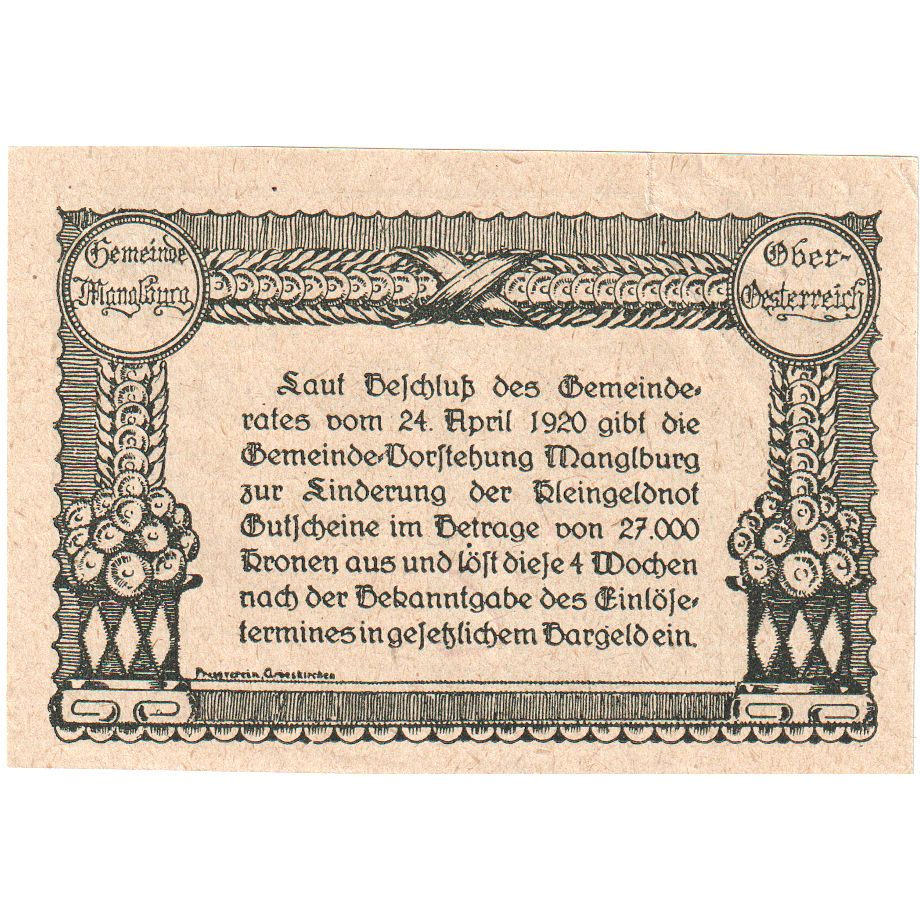 Gemeinde
Manglburg
Ober-
Oesterreich
Laut Beschluß des Gemeinde-
rates vom 24. April 1920 gibt die
Gemeinde-Vorstehung Manglburg
zur Linderung der Kleingeldnot
Gutscheine im Betrage von 27.000
Kronen aus und löst diese 4 Wochen
nach der Bekanntgabe des Einlöse-
termines in gesetzlichem Bargeld ein.
Pressverein, Grieskirchen